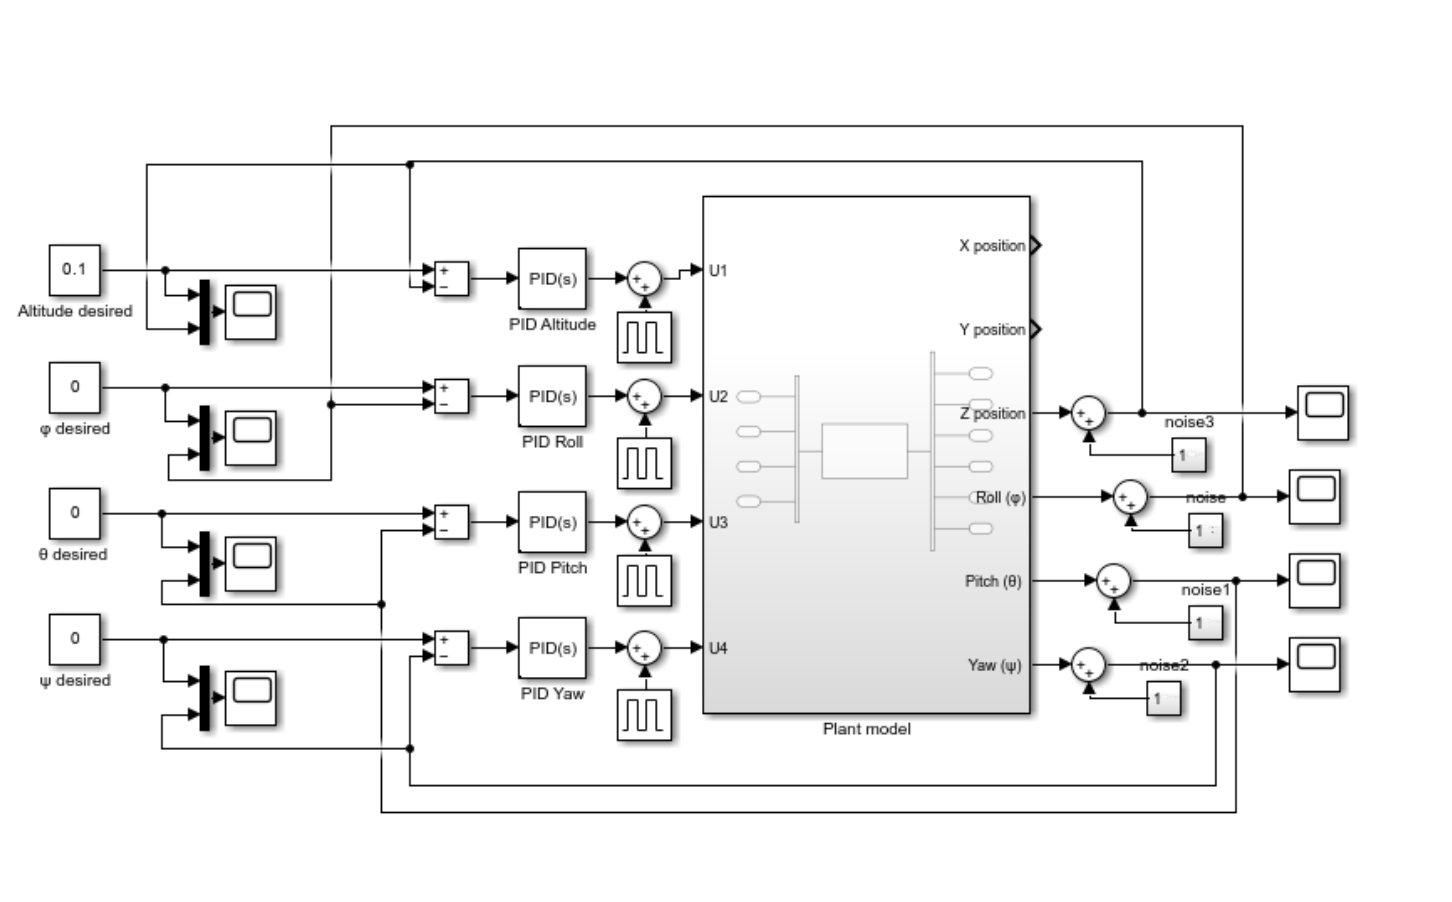 X position
U1
0.1
+
−
PID(s)
+
+
Altitude desired
PID Altitude
Y position
0
+
−
PID(s)
+
+
U2
Z position
+
+
φ desired
PID Roll
noise3
1
Roll (φ)
+
+
noise
1
0
+
−
PID(s)
+
+
U3
θ desired
PID Pitch
Pitch (θ)
+
+
noise1
1
0
+
−
PID(s)
+
+
U4
Yaw (ψ)
+
+
noise2
1
ψ desired
PID Yaw
Plant model